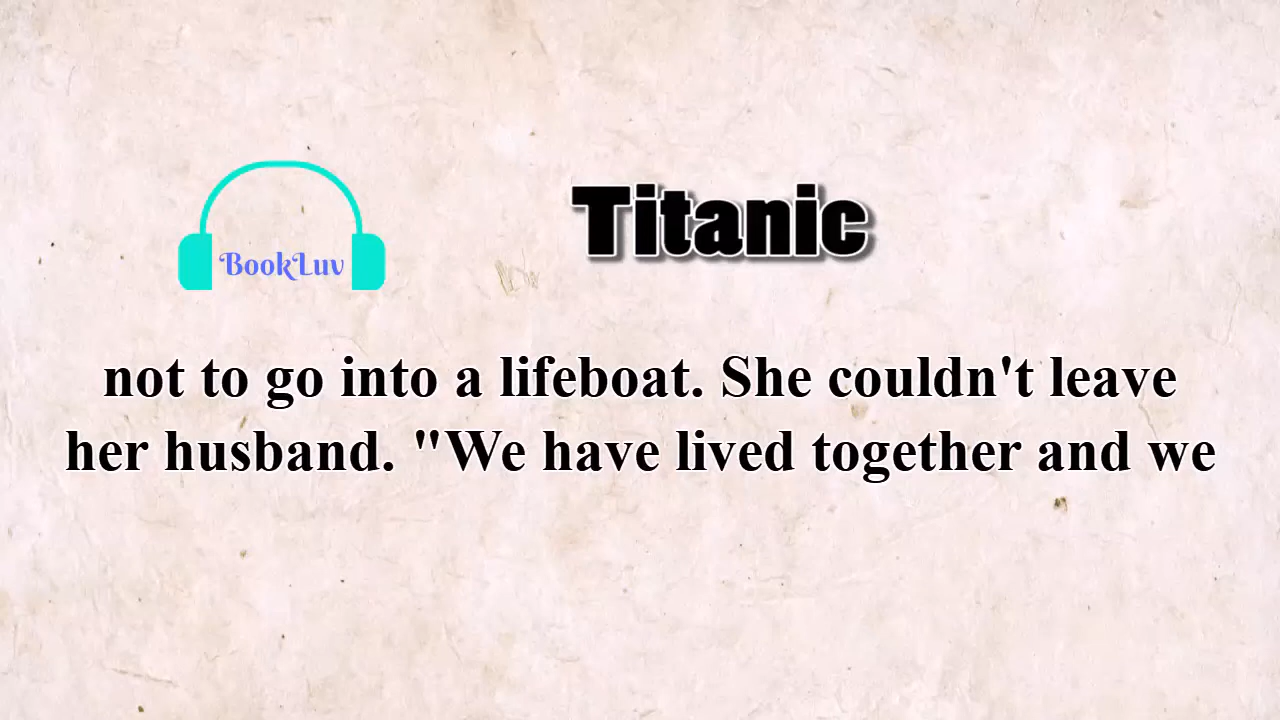 BookLuv
Titanic
not to go into a lifeboat. She couldn't leave
her husband. "We have lived together and we